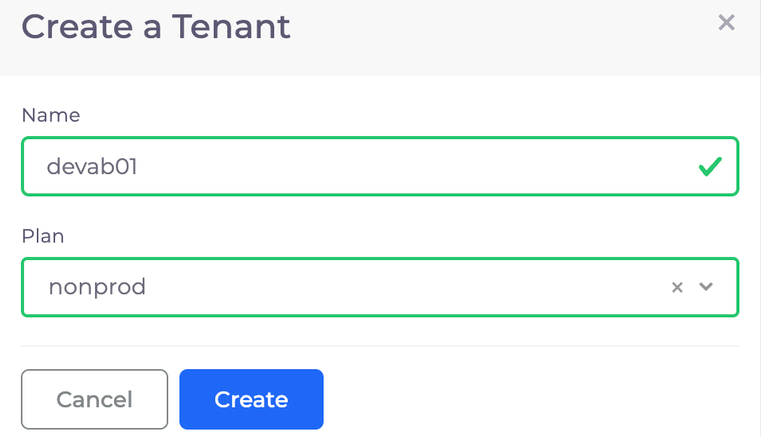 Create a Tenant
Name
devab01
Plan
nonprod
Cancel
Create